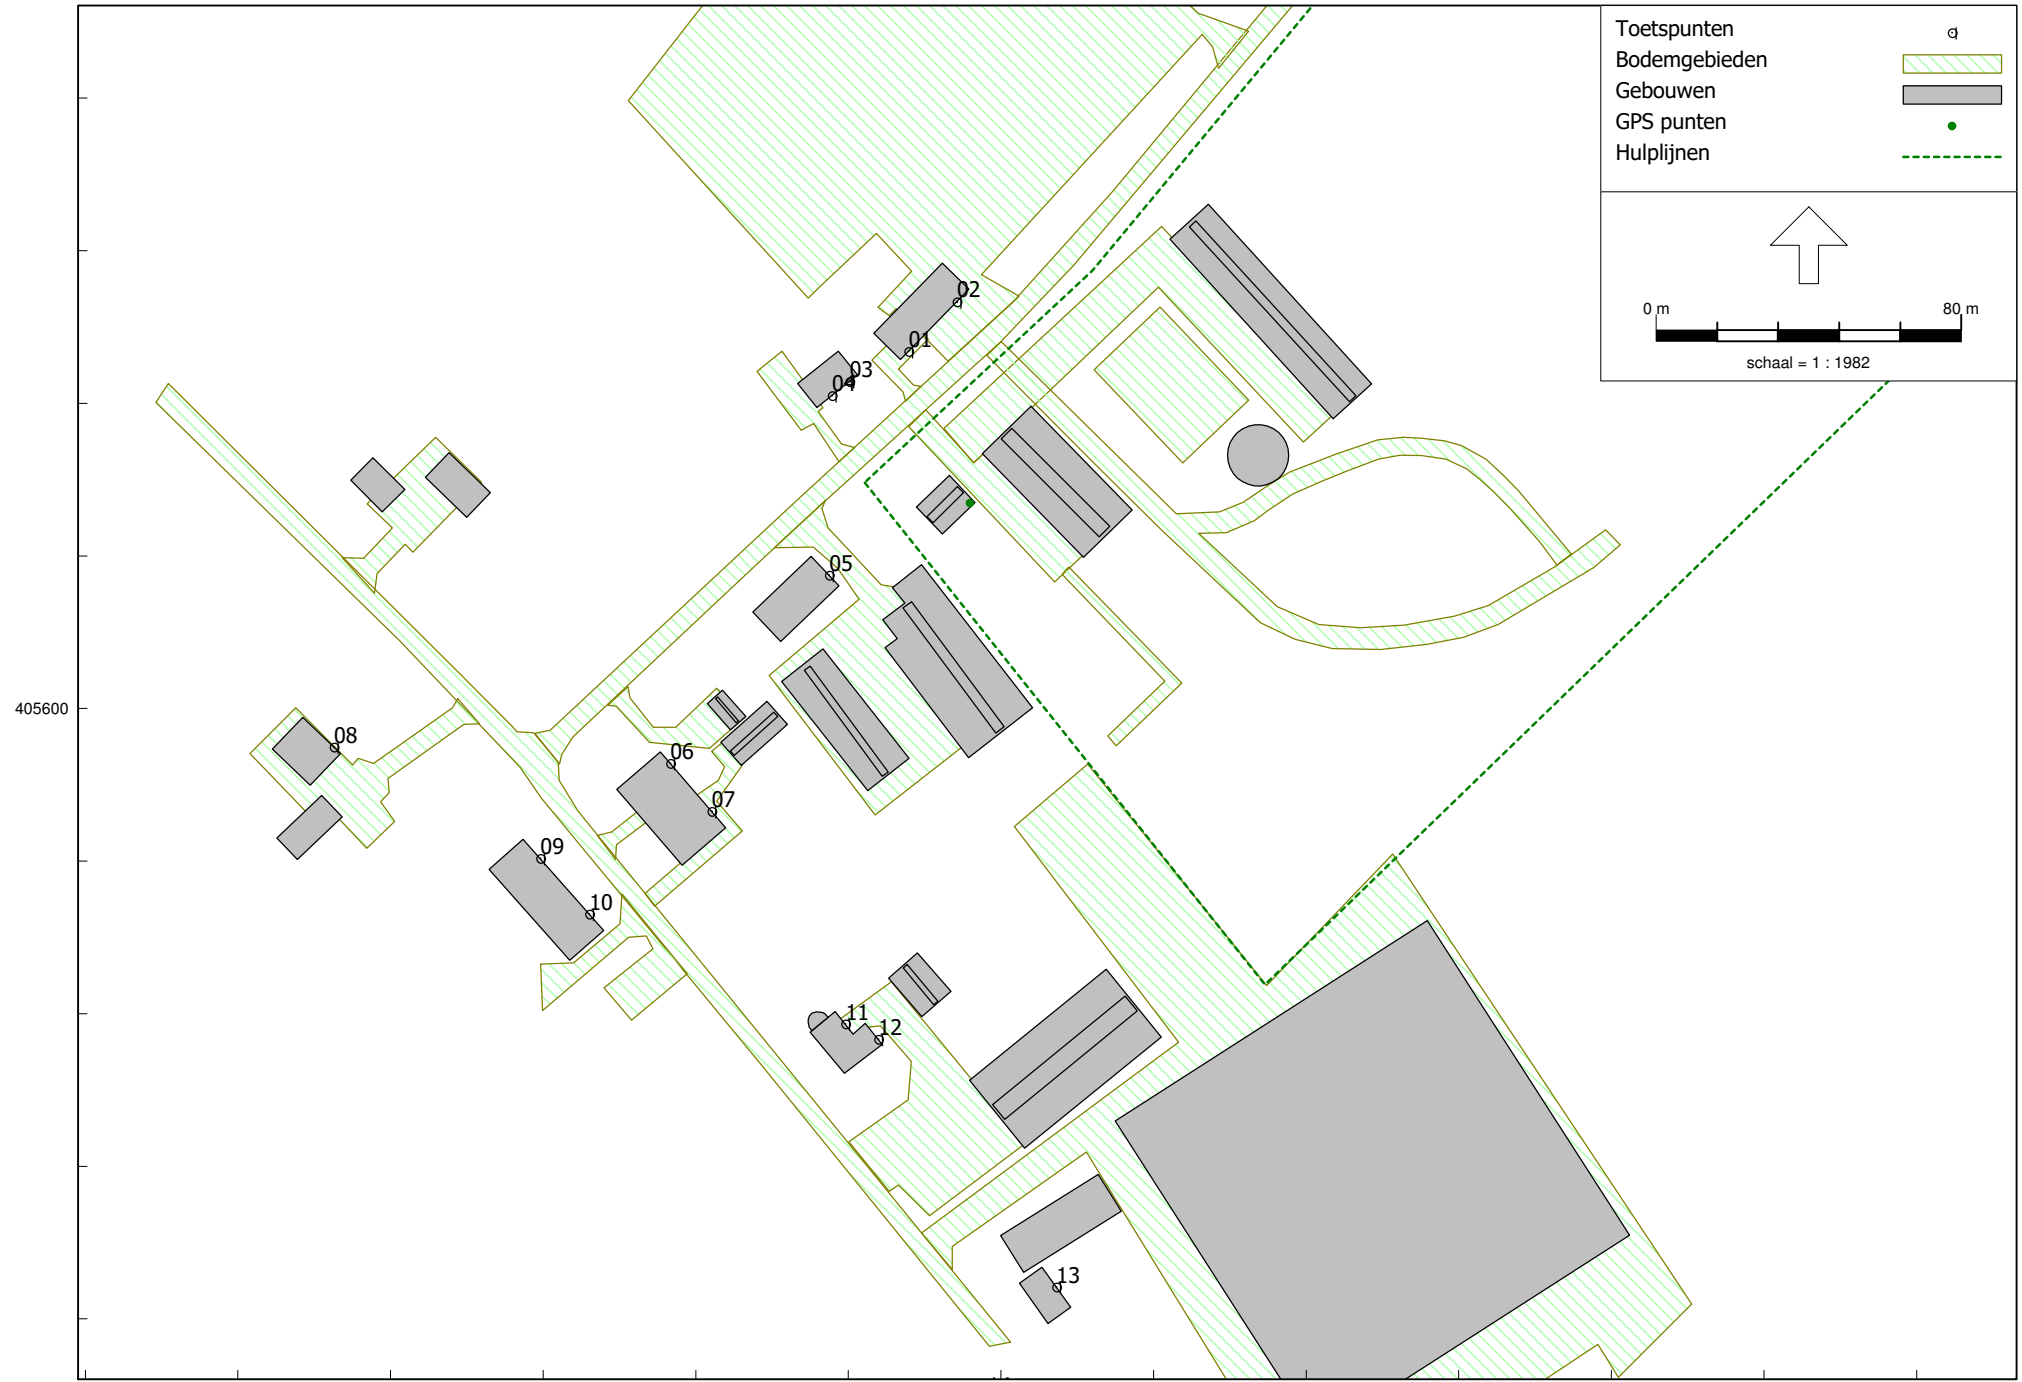 Toetspunten
Bodemgebieden
Gebouwen
GPS punten
Hulplijnen
0 m 80 m
schaal = 1 : 1982
02
01
03
04
05
405600
08
06
07
09
10
11
12
13